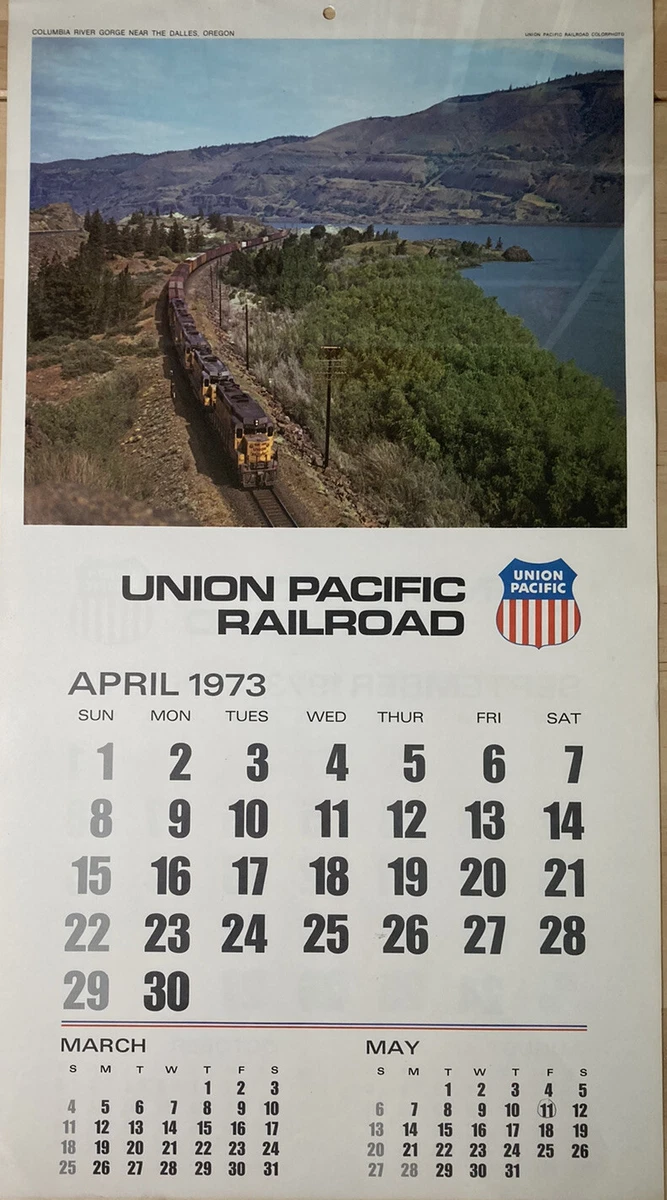 COLUMBIA RIVER GORGE NEAR THE DALLES, OREGON
UNION PACIFIC RAILROAD COLORPHOTO
UNION PACIFIC
RAILROAD
UNION
PACIFIC
APRIL 1973
SUN MON TUES WED THUR FRI SAT
1 2 3 4 5 6 7
8 9 10 11 12 13 14
15 16 17 18 19 20 21
22 23 24 25 26 27 28
29 30
MARCH
S M T W T F S
1 2 3
4 5 6 7 8 9 10
11 12 13 14 15 16 17
18 19 20 21 22 23 24
25 26 27 28 29 30 31
MAY
S M T W T F S
1 2 3 4 5
6 7 8 9 10 11 12
13 14 15 16 17 18 19
20 21 22 23 24 25 26
27 28 29 30 31